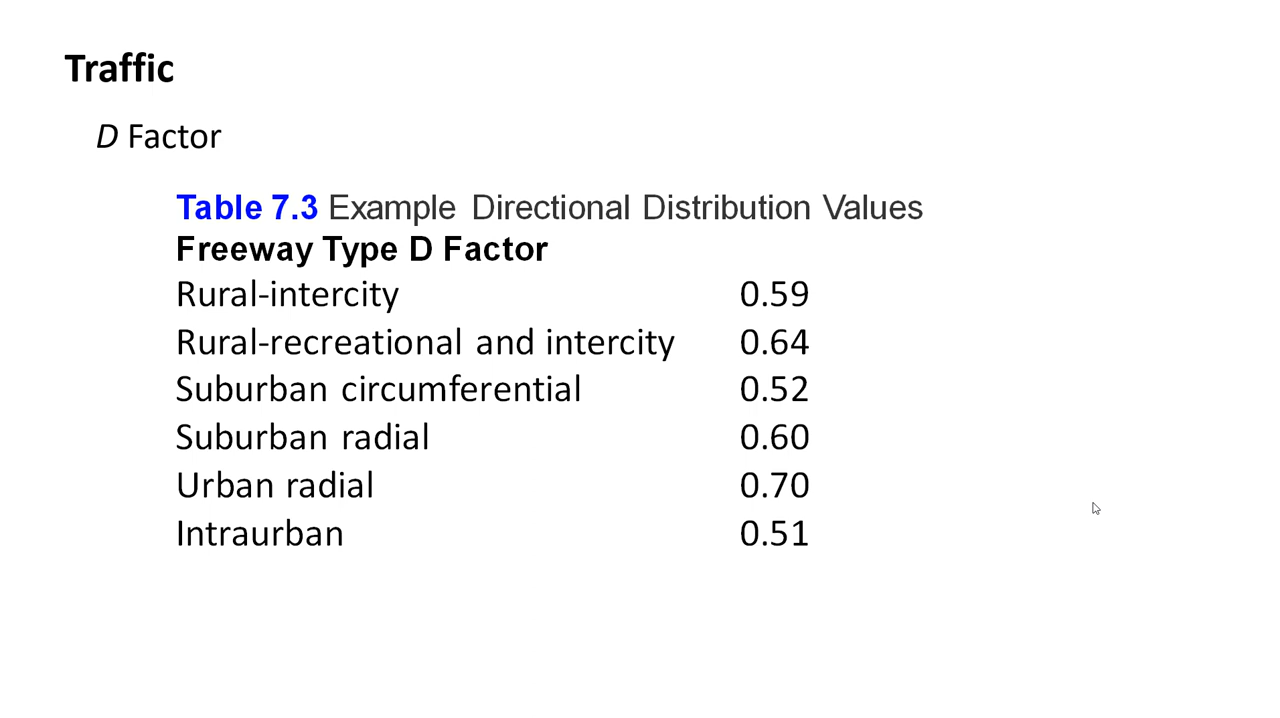 Traffic
D Factor
Table 7.3 Example Directional Distribution Values
Freeway Type D Factor
Rural-intercity 0.59
Rural-recreational and intercity 0.64
Suburban circumferential 0.52
Suburban radial 0.60
Urban radial 0.70
Intraurban 0.51